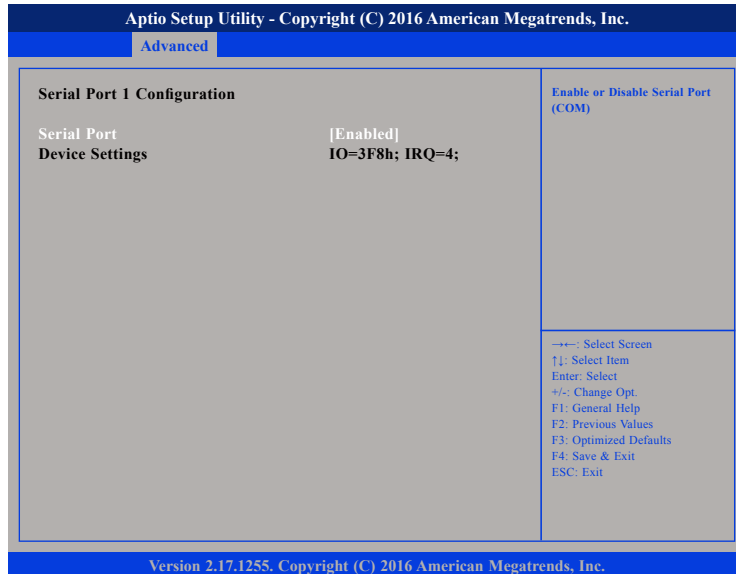 Aptio Setup Utility - Copyright (C) 2016 American Megatrends, Inc.
Advanced
Serial Port 1 Configuration
Serial Port [Enabled]
Device Settings IO=3F8h; IRQ=4;
Enable or Disable Serial Port
(COM)
→←: Select Screen
↑↓: Select Item
Enter: Select
+/-: Change Opt.
F1: General Help
F2: Previous Values
F3: Optimized Defaults
F4: Save & Exit
ESC: Exit
Version 2.17.1255. Copyright (C) 2016 American Megatrends, Inc.